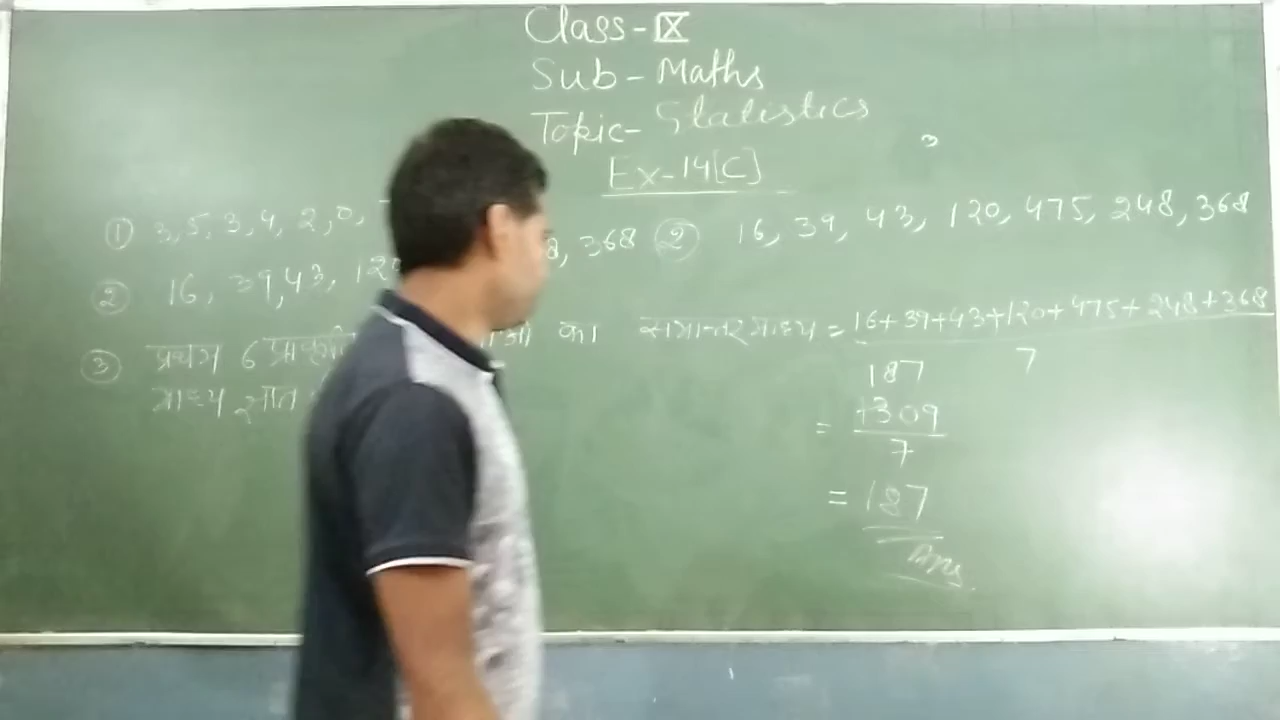 Class-IX
Sub-Maths
Topic-Statistics
Ex-14[C]
① 3, 5, 3, 4, 2, 0,
② 16, 39, 43, 120 8, 368
③ प्रथम 6 का
माध्य ज्ञात
② 16, 39, 43, 120, 475, 248, 368
समान्तर माध्य = 16+39+43+120+475+248+368
7
187
= 1309
7
= 187
Ans